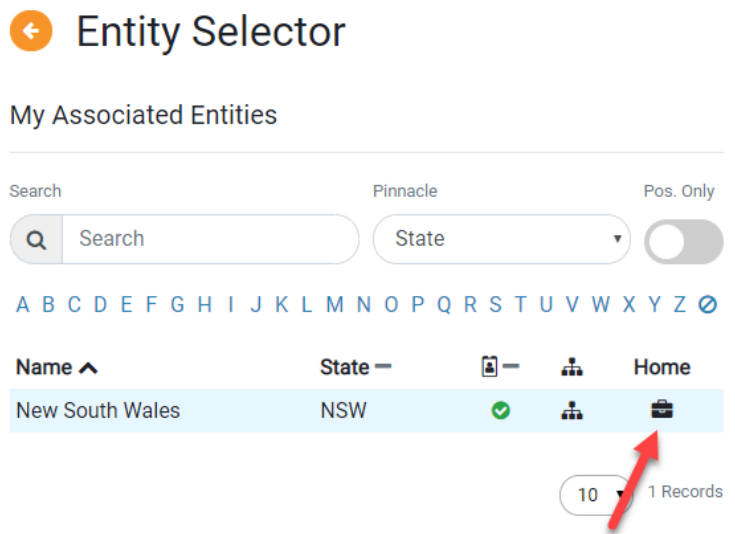 Entity Selector
My Associated Entities
Search Pinnacle Pos. Only
Search State
A B C D E F G H I J K L M N O P Q R S T U V W X Y Z
Name State Home
New South Wales NSW
10 1 Records